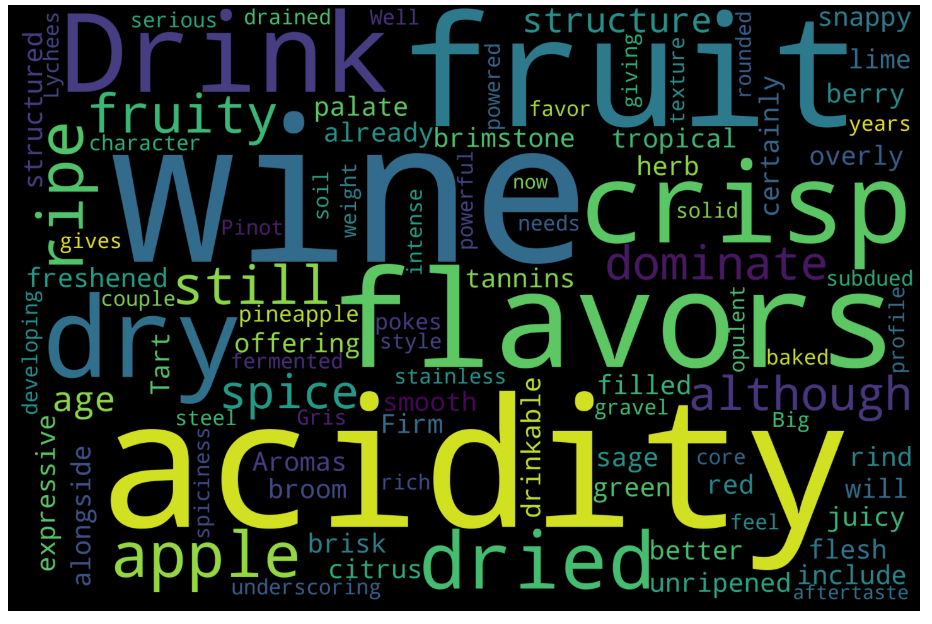 serious
drained
Well
structure
snappy
Drink
fruit
structured
Lychees
powered
giving
texture
rounded
lime
fruity
palate
favor
berry
certainly
character
already
brimstone
tropical
years
ripe
wine
herb
overly
crisp
now
soil
weight
intense
powerful
solid
Pinot
needs
gives
dominate
freshened
still
tannins
subdued
flavors
couple
developing
dry
pineapple
pokes
opulent
profiled
offering
style
baked
Tart
fermented
stainless
spice
filled
although
age
smooth
drinkable
steel
Gris
Firm
gravel
Big
acidity
expressive
alongside
spiciness
Aromas
sage
core
rind
broom
rich
green
red
will
feel
juicy
apple
brisk
dried
better
flesh
citrus
underscoring
unripened
include
aftertaste